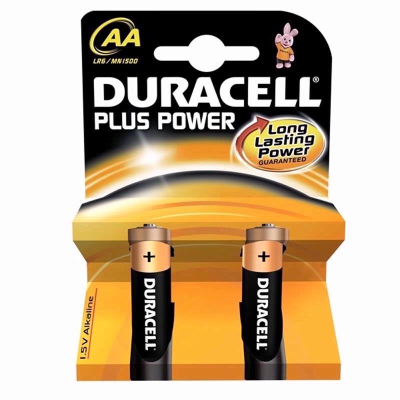 AA
LR6/MN1500
DURACELL
PLUS POWER
Long
Lasting
Power
GUARANTEED
+
DURACELL
+
DURACELL
1.5V Alkaline